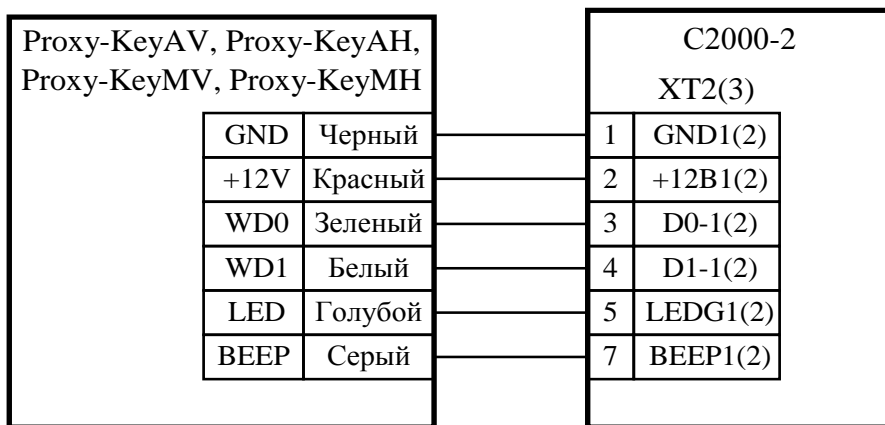 Proxy-KeyAV, Proxy-KeyAH,
Proxy-KeyMV, Proxy-KeyMH
GND Черный
+12V Красный
WD0 Зеленый
WD1 Белый
LED Голубой
BEEP Серый
С2000-2
XT2(3)
1 GND1(2)
2 +12В1(2)
3 D0-1(2)
4 D1-1(2)
5 LEDG1(2)
7 BEEP1(2)